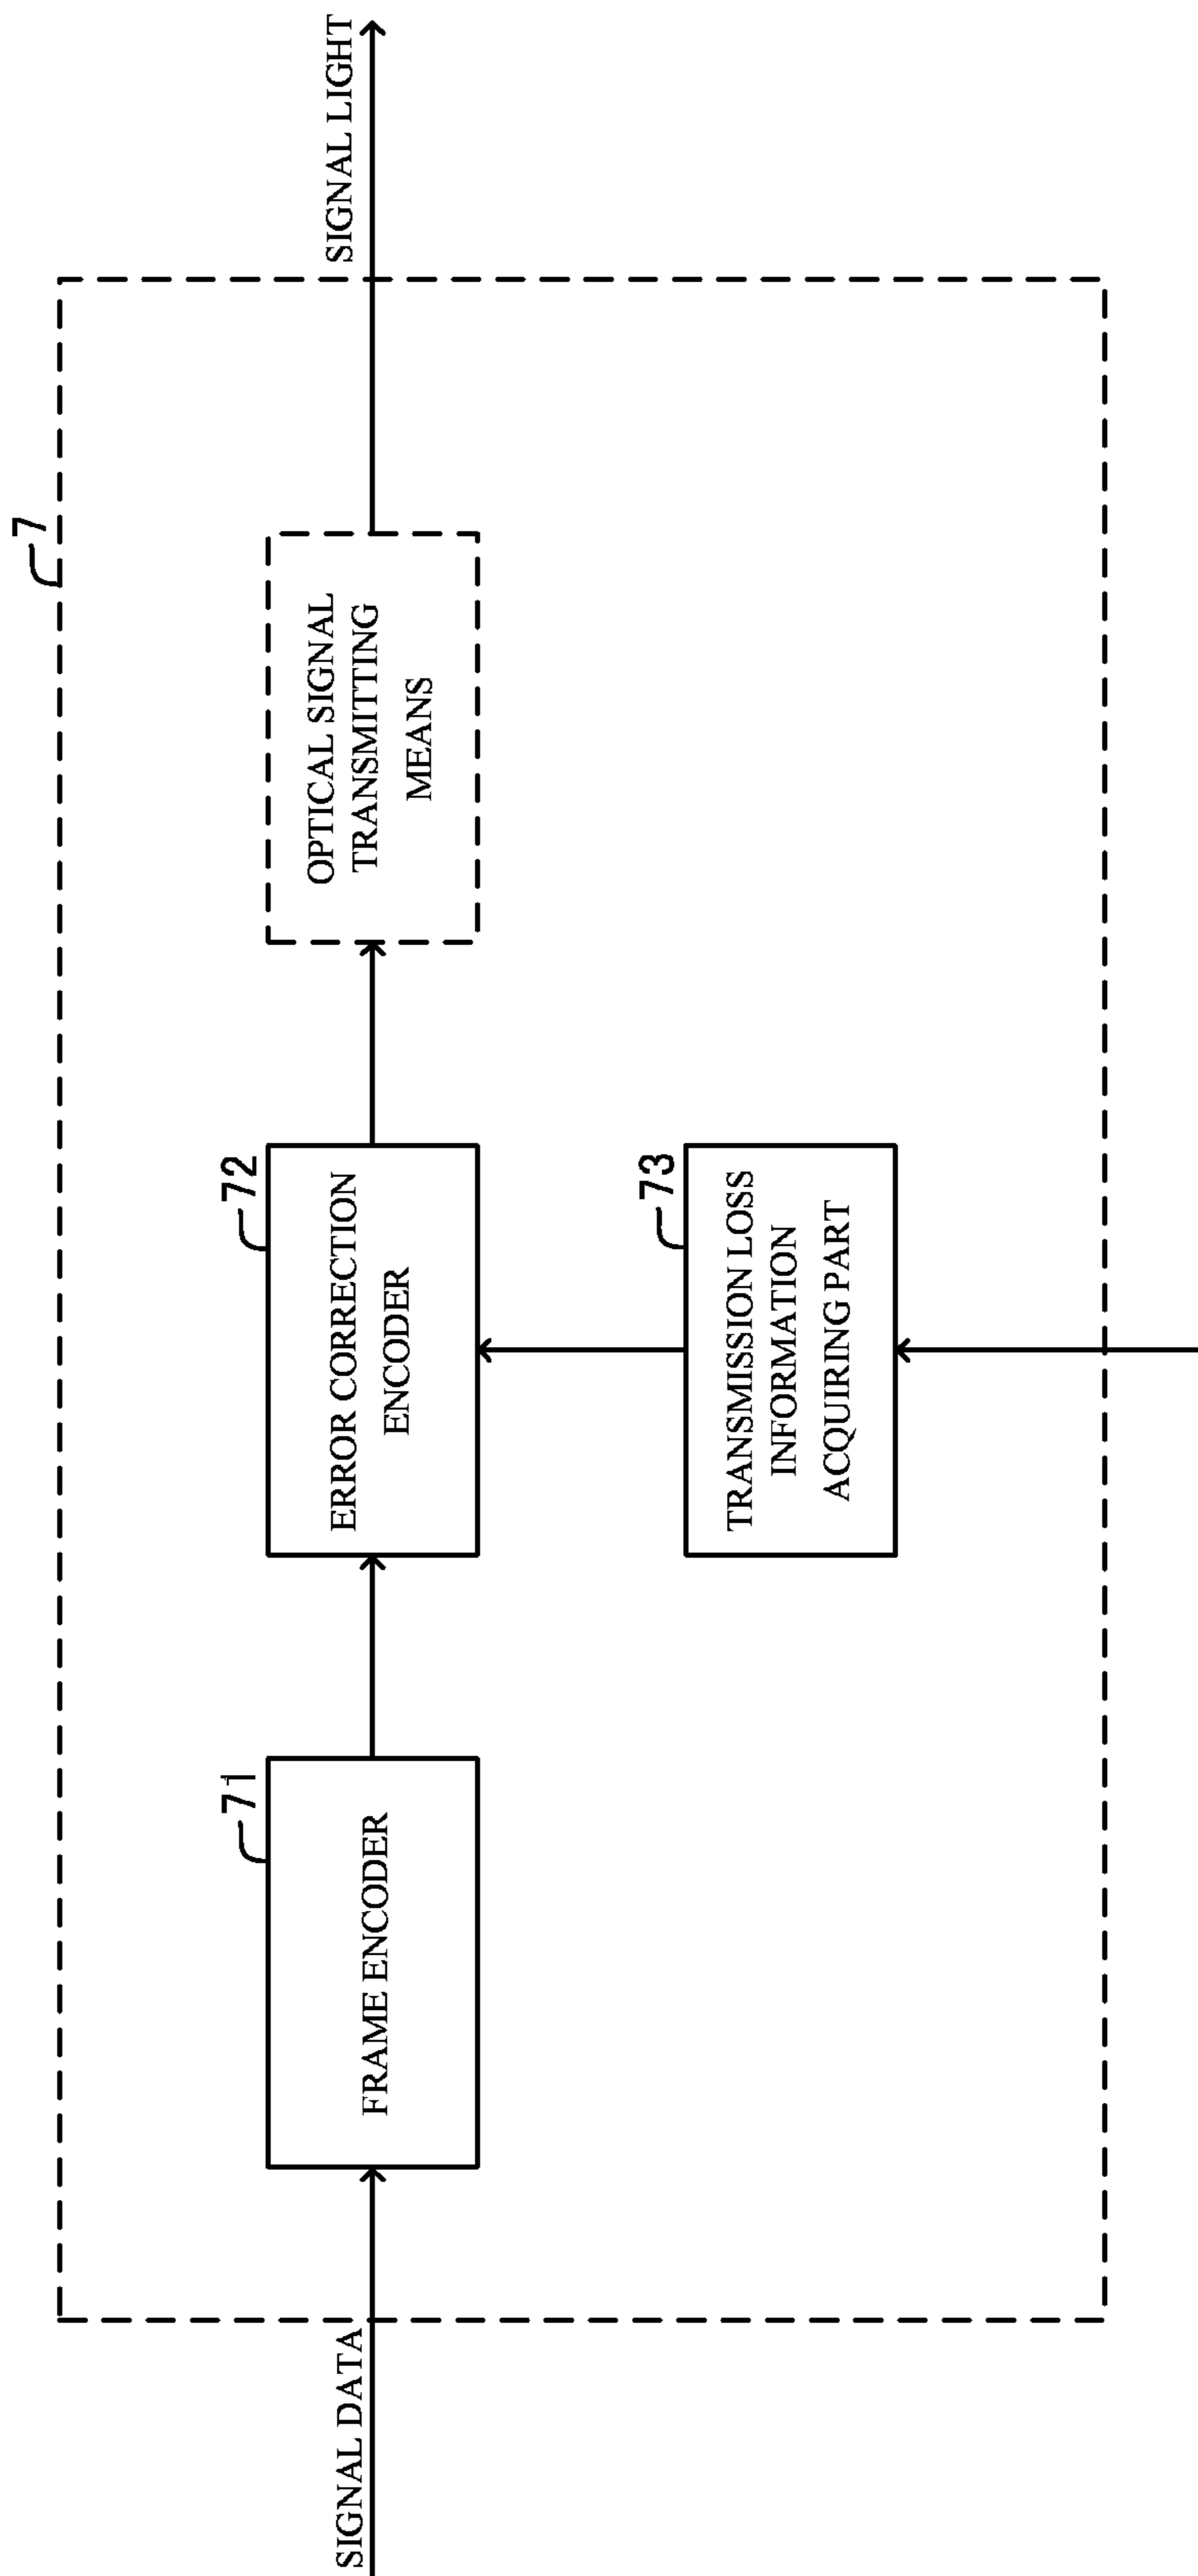 7
SIGNAL DATA
71
FRAME ENCODER
72
ERROR CORRECTION
ENCODER
OPTICAL SIGNAL
TRANSMITTING
MEANS
SIGNAL LIGHT
73
TRANSMISSION LOSS
INFORMATION
ACQUIRING PART